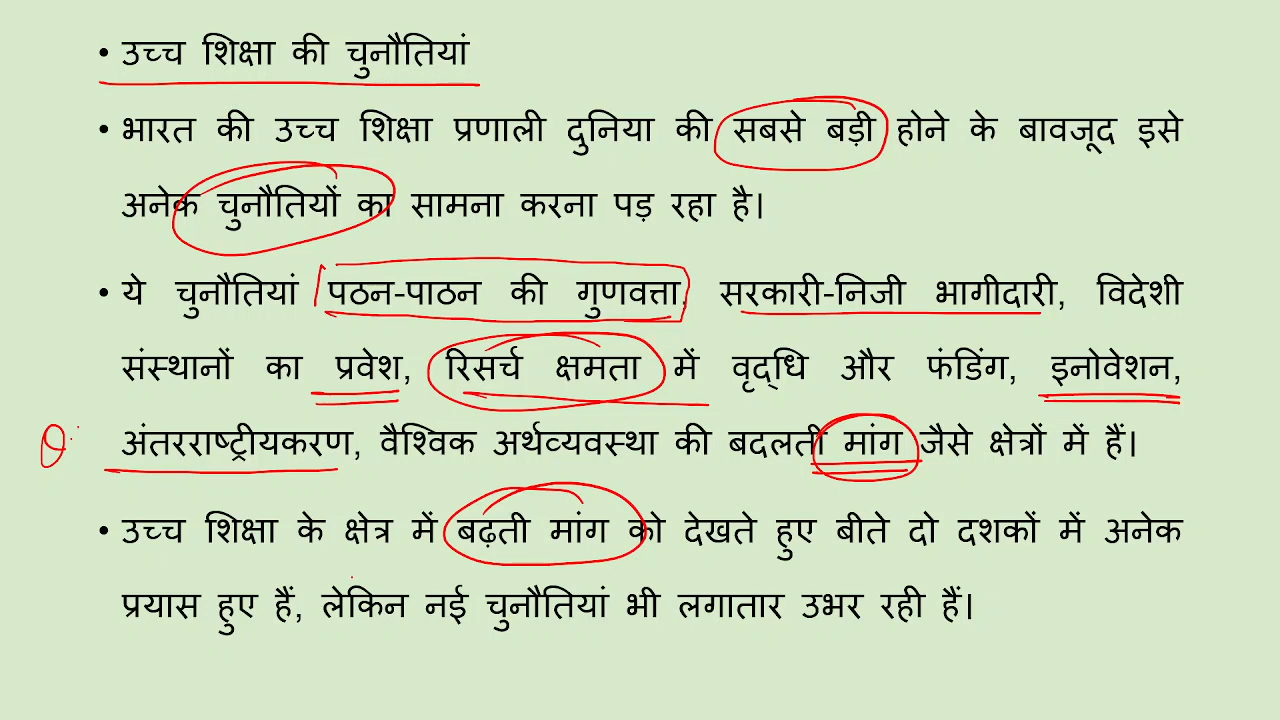 • उच्च शिक्षा की चुनौतियां
• भारत की उच्च शिक्षा प्रणाली दुनिया की सबसे बड़ी होने के बावजूद इसे
अनेक चुनौतियों का सामना करना पड़ रहा है।
• ये चुनौतियां पठन-पाठन की गुणवत्ता, सरकारी-निजी भागीदारी, विदेशी
संस्थानों का प्रवेश, रिसर्च क्षमता में वृद्धि और फंडिंग, इनोवेशन,
अंतरराष्ट्रीयकरण, वैश्विक अर्थव्यवस्था की बदलती मांग जैसे क्षेत्रों में हैं।
• उच्च शिक्षा के क्षेत्र में बढ़ती मांग को देखते हुए बीते दो दशकों में अनेक
प्रयास हुए हैं, लेकिन नई चुनौतियां भी लगातार उभर रही हैं।